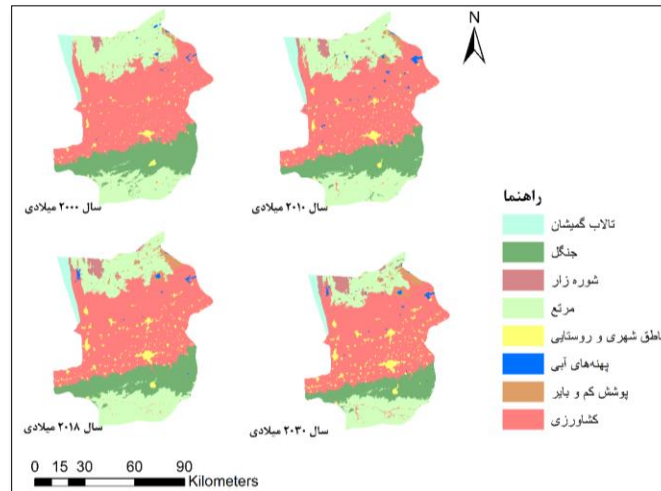 N
سال ۲۰۰۰ میلادی
سال ۲۰۱۰ میلادی
سال ۲۰۱۸ میلادی
سال ۲۰۳۰ میلادی
راهنما
تالاب گمیشان
جنگل
شوره زار
مرتع
ناطق شهری و روستایی
پهنه‌های آبی
پوشش کم و بایر
کشاورزی
0 15 30 60 90
Kilometers